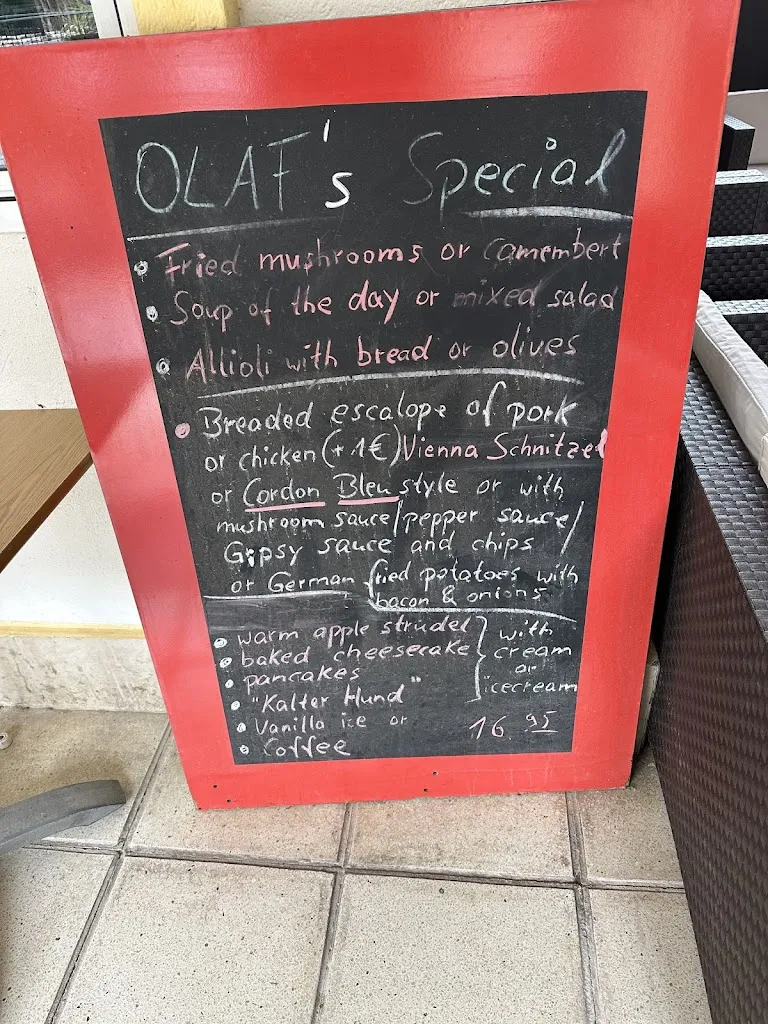 OLAF's Special
• Fried mushrooms or camembert
• Soup of the day or mixed salad
• Allioli with bread or olives
• Breaded escalope of pork
or chicken (+1€) Vienna Schnitzel
or Cordon Bleu style or with
mushroom sauce/pepper sauce/
Gipsy sauce and chips
or German fried potatoes with
bacon & onions
• warm apple strudel
• baked cheesecake
• pancakes
• "Kalter Hund"
• Vanilla ice or
• Coffee
} with
cream
or
icecream
16.95